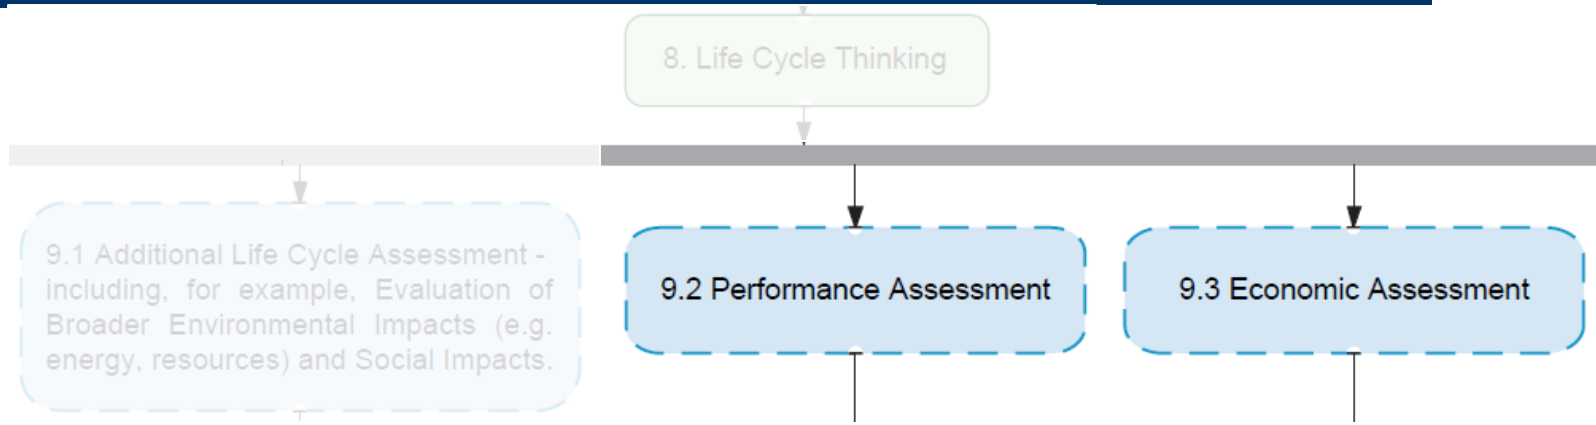 8. Life Cycle Thinking
9.1 Additional Life Cycle Assessment -
including, for example, Evaluation of
Broader Environmental Impacts (e.g.
energy, resources) and Social Impacts.
9.2 Performance Assessment
9.3 Economic Assessment